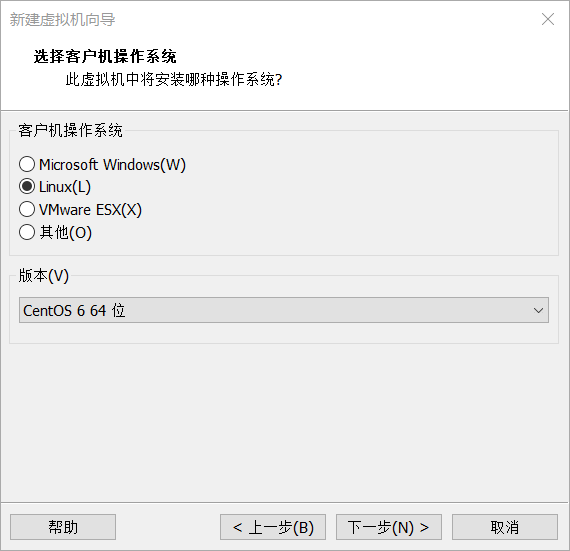 新建虚拟机向导
选择客户机操作系统
此虚拟机中将安装哪种操作系统?
客户机操作系统
Microsoft Windows(W)
Linux(L)
VMware ESX(X)
其他(O)
版本(V)
CentOS 6 64 位
帮助
< 上一步(B)
下一步(N) >
取消